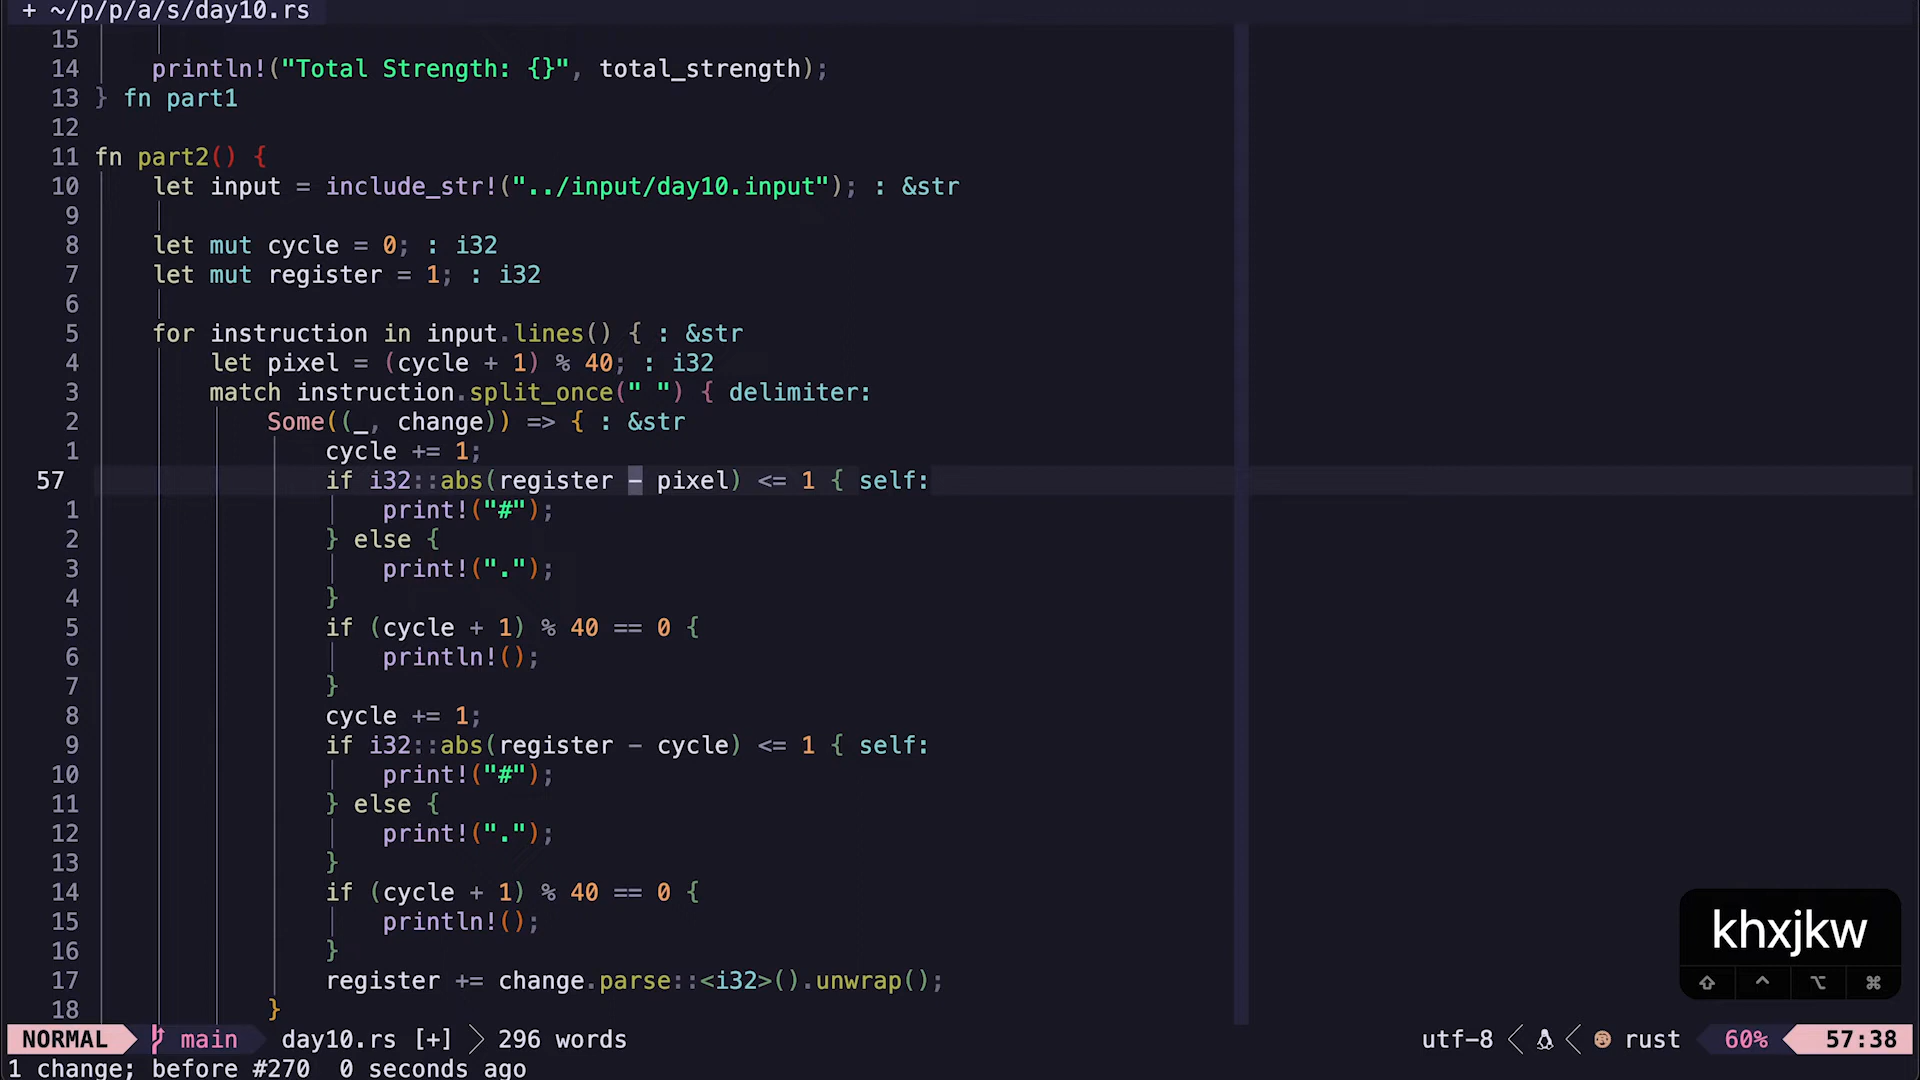 + ~/p/p/a/s/day10.rs
15
14 println!("Total Strength: {}", total_strength);
13 } fn part1
12
11 fn part2() {
10 let input = include_str!("../input/day10.input"); : &str
9
8 let mut cycle = 0; : i32
7 let mut register = 1; : i32
6
5 for instruction in input.lines() { : &str
4 let pixel = (cycle + 1) % 40; : i32
3 match instruction.split_once(" ") { delimiter:
2 Some((_, change)) => { : &str
1 cycle += 1;
57 if i32::abs(register - pixel) <= 1 { self:
1 print!("#");
2 } else {
3 print!(".");
4 }
5 if (cycle + 1) % 40 == 0 {
6 println!();
7 }
8 cycle += 1;
9 if i32::abs(register - cycle) <= 1 { self:
10 print!("#");
11 } else {
12 print!(".");
13 }
14 if (cycle + 1) % 40 == 0 {
15 println!();
16 }
17 register += change.parse::<i32>().unwrap();
18 }
khxjkw
NORMAL main day10.rs [+] 296 words utf-8 rust 60% 57:38
1 change; before #270 0 seconds ago